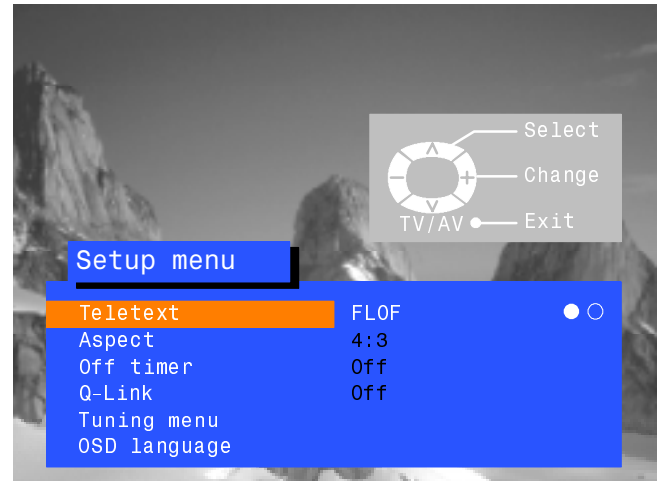 Select
Change
TV/AV Exit
Setup menu
Teletext FLOF
Aspect 4:3
Off timer Off
Q-Link Off
Tuning menu
OSD language